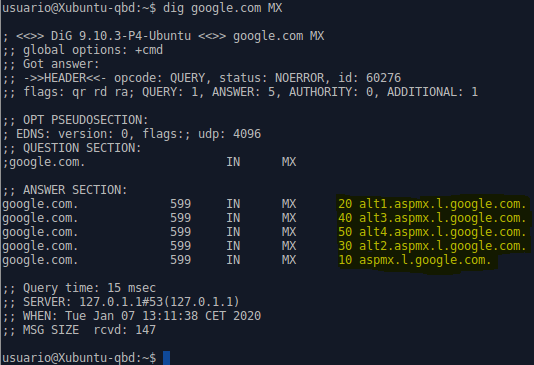 usuario@Xubuntu-qbd:~$ dig google.com MX
; <<>> DiG 9.10.3-P4-Ubuntu <<>> google.com MX
;; global options: +cmd
;; Got answer:
;; ->>HEADER<<- opcode: QUERY, status: NOERROR, id: 60276
;; flags: qr rd ra; QUERY: 1, ANSWER: 5, AUTHORITY: 0, ADDITIONAL: 1
;; OPT PSEUDOSECTION:
; EDNS: version: 0, flags:; udp: 4096
;; QUESTION SECTION:
;google.com. IN MX
;; ANSWER SECTION:
google.com. 599 IN MX 20 alt1.aspmx.l.google.com.
google.com. 599 IN MX 40 alt3.aspmx.l.google.com.
google.com. 599 IN MX 50 alt4.aspmx.l.google.com.
google.com. 599 IN MX 30 alt2.aspmx.l.google.com.
google.com. 599 IN MX 10 aspmx.l.google.com.
;; Query time: 15 msec
;; SERVER: 127.0.1.1#53(127.0.1.1)
;; WHEN: Tue Jan 07 13:11:38 CET 2020
;; MSG SIZE rcvd: 147
usuario@Xubuntu-qbd:~$